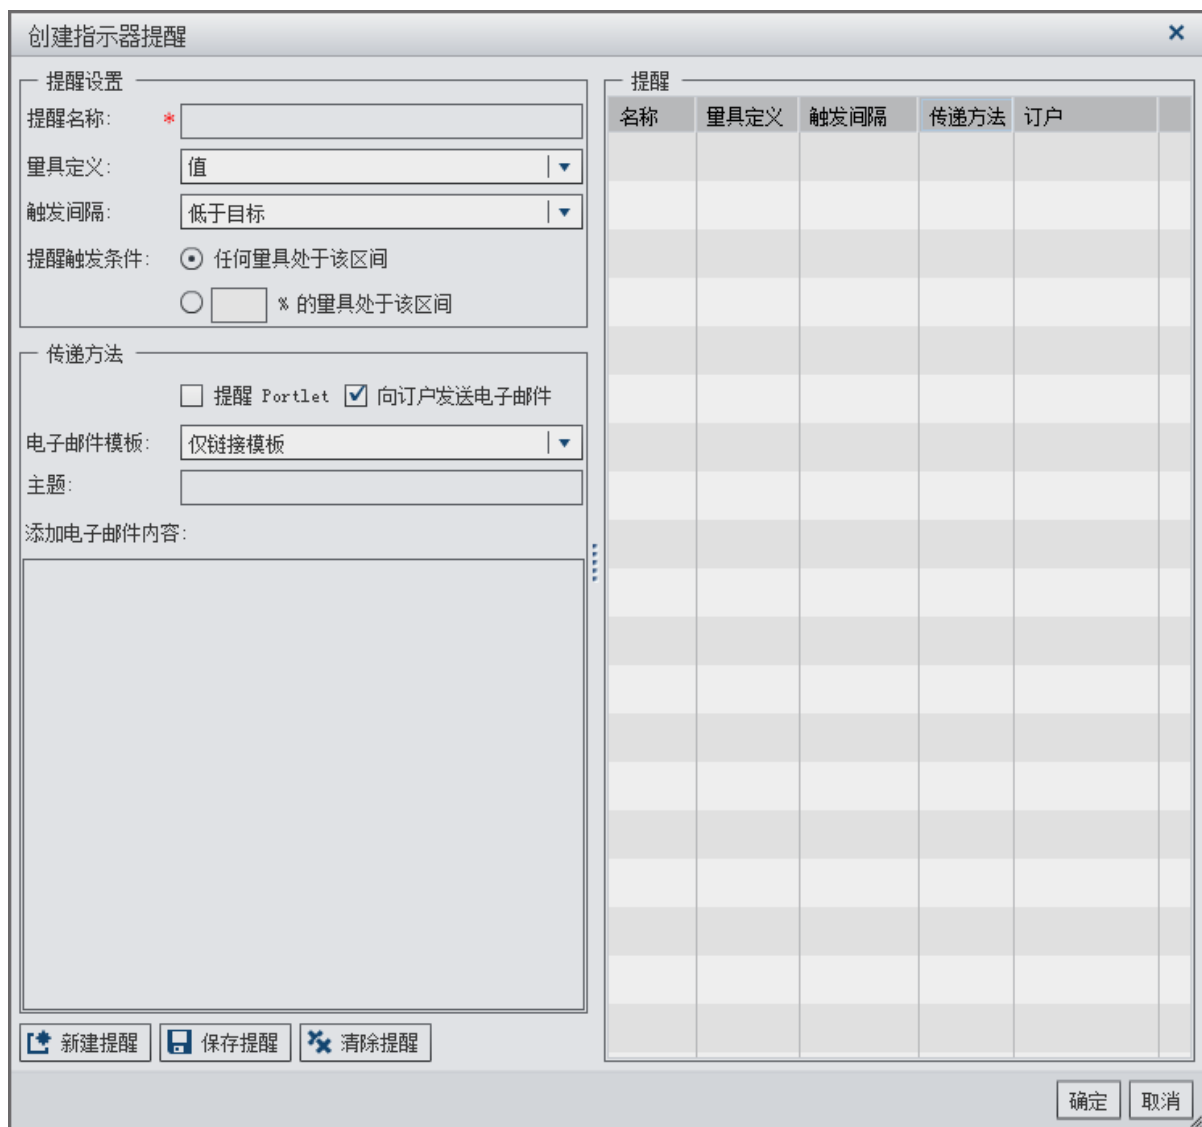 创建指示器提醒
提醒设置
提醒名称: *
量具定义: 值
触发间隔: 低于目标
提醒触发条件: 任何量具处于该区间
% 的量具处于该区间
传递方法
提醒 Portlet 向订户发送电子邮件
电子邮件模板: 仅链接模板
主题:
添加电子邮件内容:
新建提醒 保存提醒 清除提醒
提醒
名称 量具定义 触发间隔 传递方法 订户
确定 取消